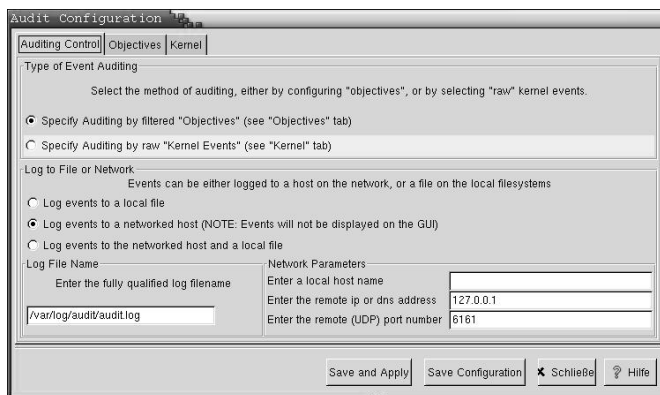 Audit Configuration
Auditing Control Objectives Kernel
Type of Event Auditing
Select the method of auditing, either by configuring "objectives", or by selecting "raw" kernel events.
Specify Auditing by filtered "Objectives" (see "Objectives" tab)
Specify Auditing by raw "Kernel Events" (see "Kernel" tab)
Log to File or Network
Events can be either logged to a host on the network, or a file on the local filesystems
Log events to a local file
Log events to a networked host (NOTE: Events will not be displayed on the GUI)
Log events to the networked host and a local file
Log File Name
Enter the fully qualified log filename
/var/log/audit/audit.log
Network Parameters
Enter a local host name
Enter the remote ip or dns address 127.0.0.1
Enter the remote (UDP) port number 6161
Save and Apply Save Configuration Schließe Hilfe